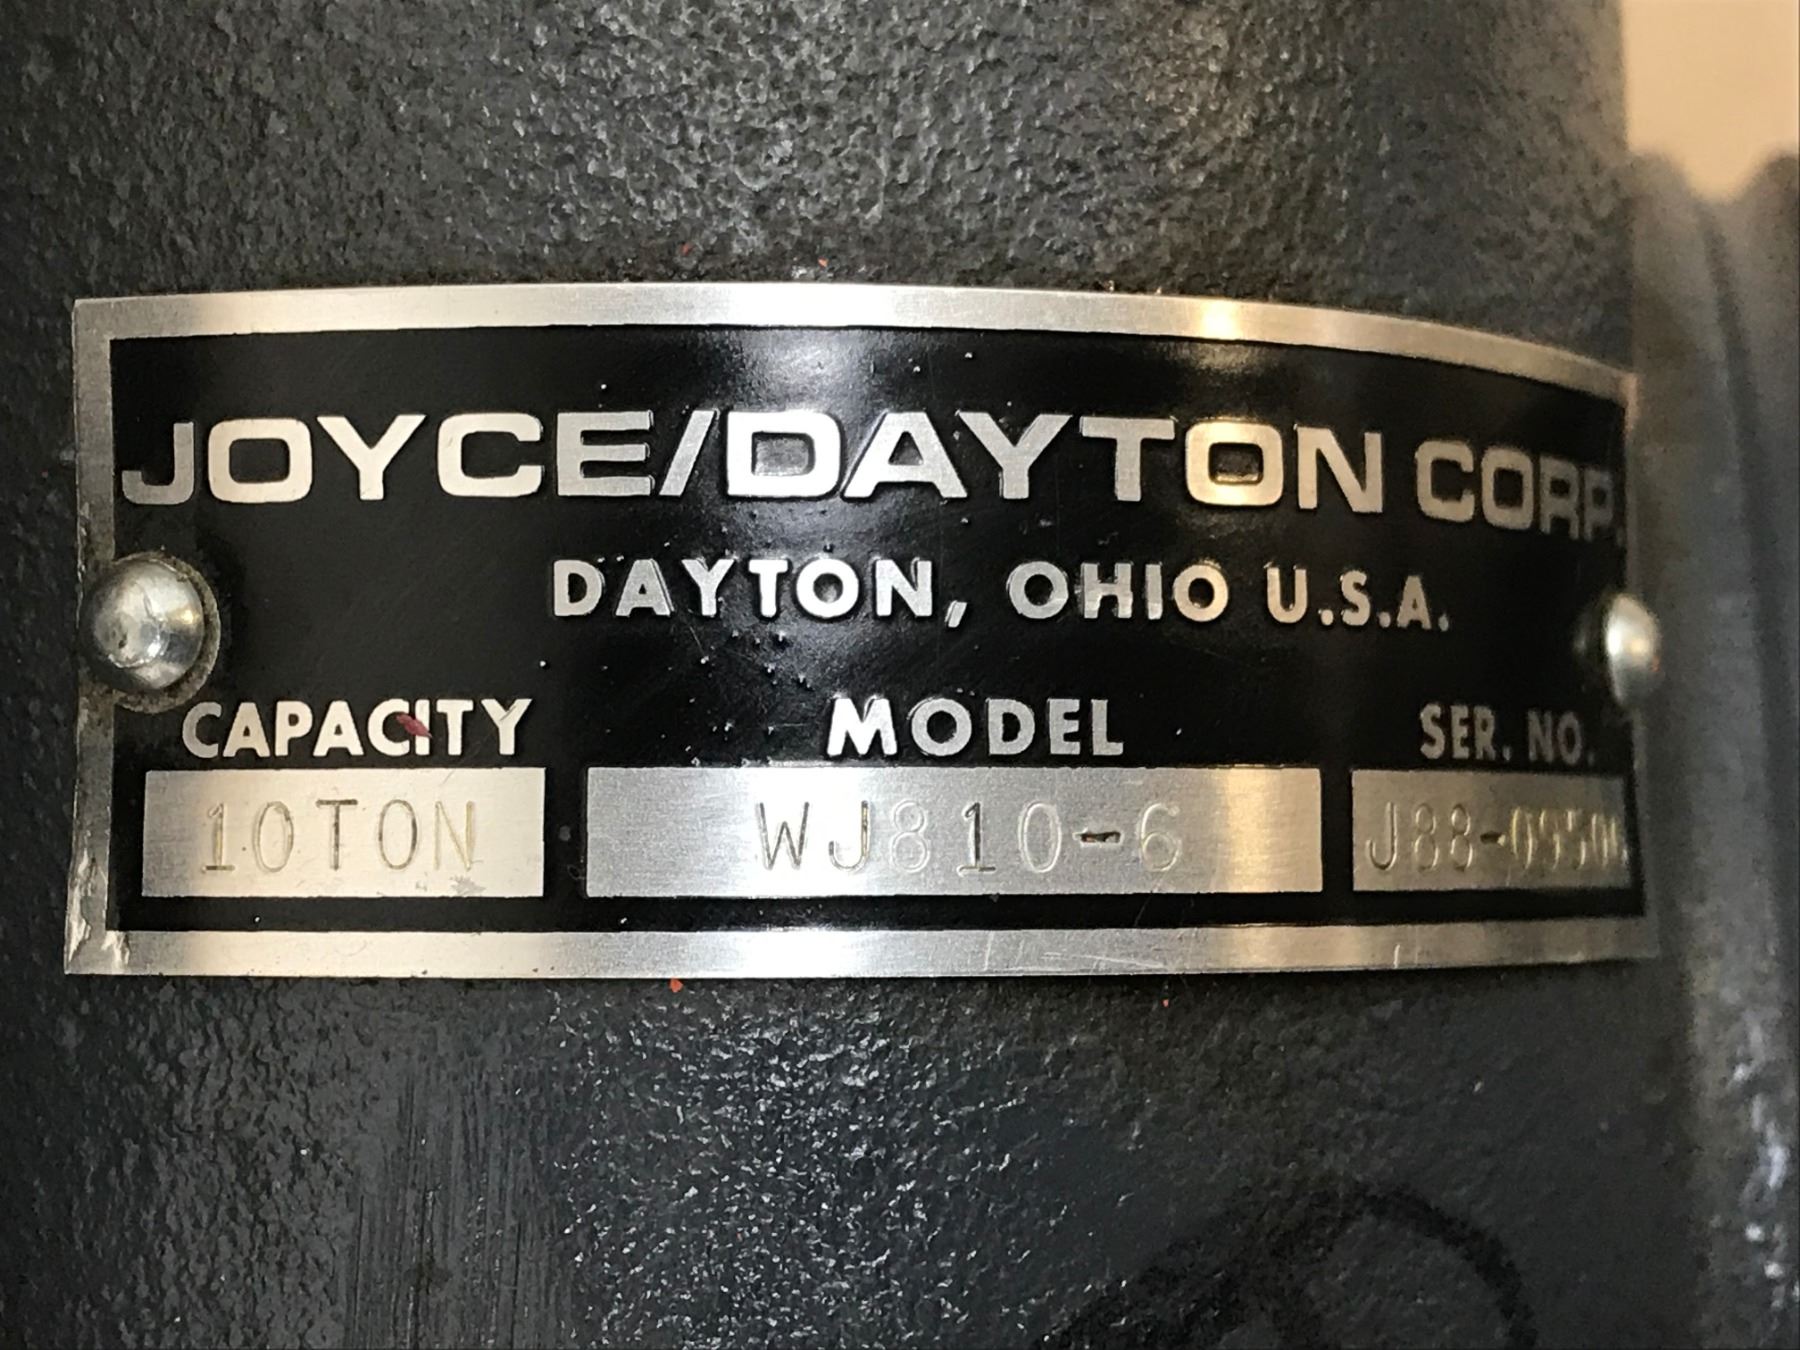 JOYCE/DAYTON CORP.
DAYTON, OHIO U.S.A.
CAPACITY MODEL SER. NO.
10TON WJ810-6